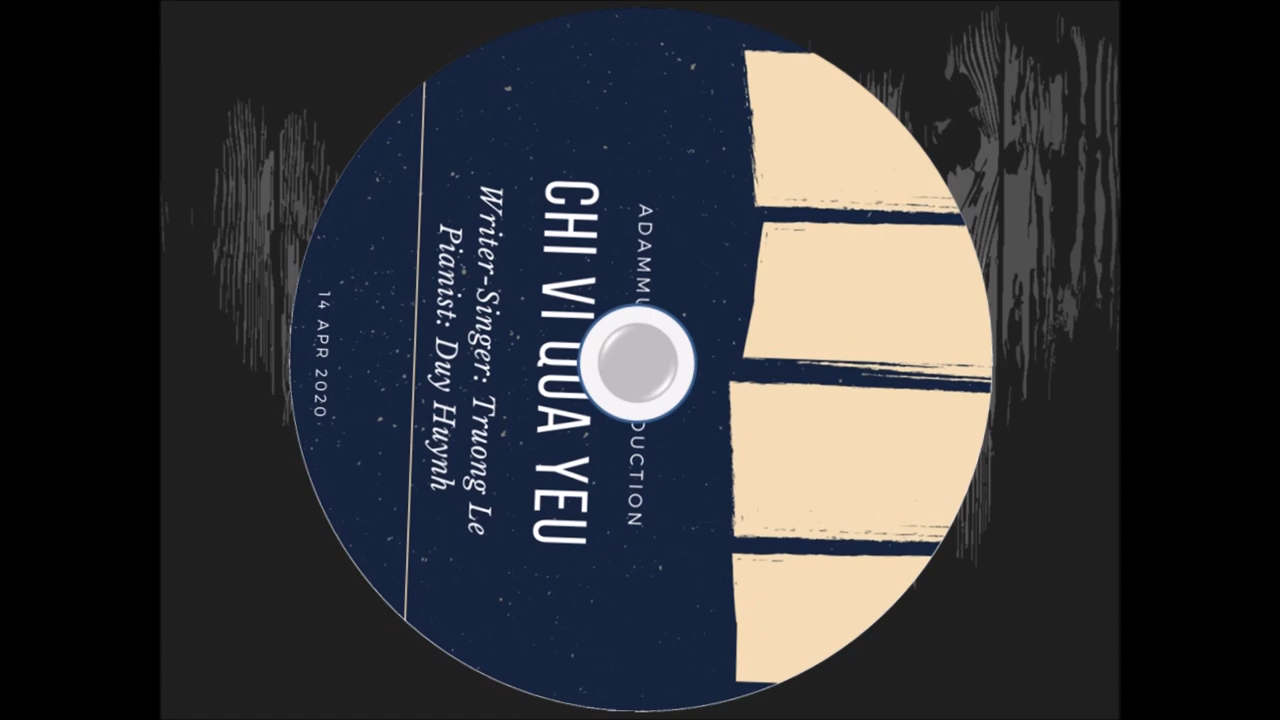 CHI VI QUA YEU
Writer-Singer: Truong Le
Pianist: Duy Huynh
14 APR 2020